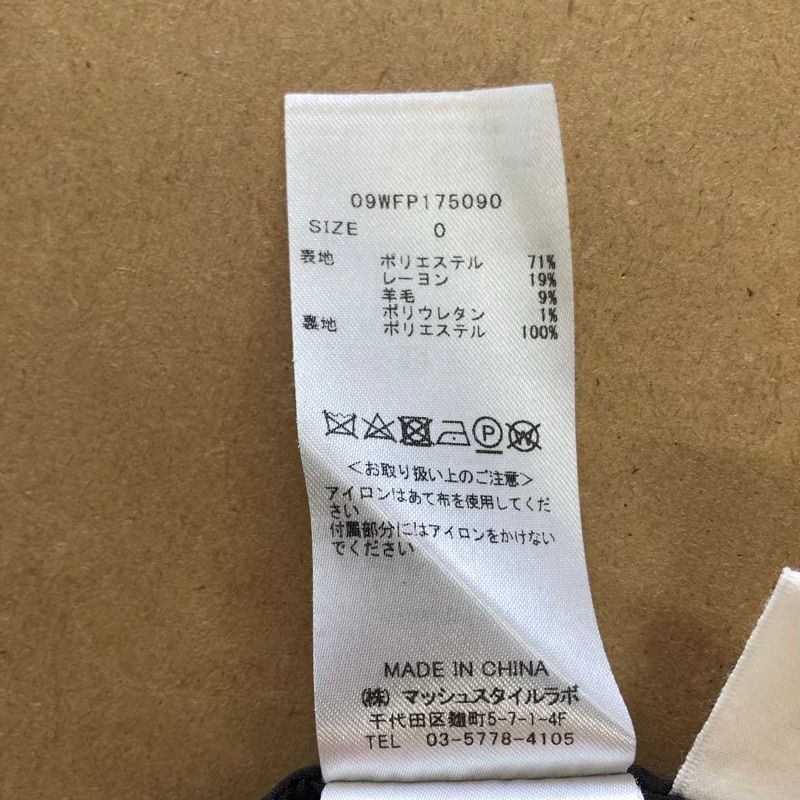 09WFP175090
SIZE 0
表地 ポリエステル 71%
レーヨン 19%
羊毛 9%
ポリウレタン 1%
裏地 ポリエステル 100%
P W
<お取り扱い上のご注意>
アイロンはあて布を使用してくだ
さい
付属部分にはアイロンをかけない
でください
MADE IN CHINA
(株)マッシュスタイルラボ
千代田区麹町5-7-1-4F
TEL 03-5778-4105